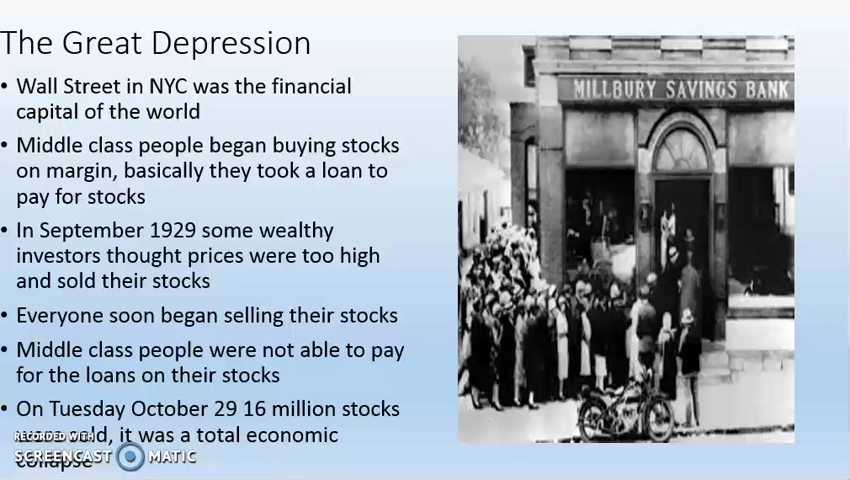 The Great Depression
• Wall Street in NYC was the financial
capital of the world
• Middle class people began buying stocks
on margin, basically they took a loan to
pay for stocks
• In September 1929 some wealthy
investors thought prices were too high
and sold their stocks
• Everyone soon began selling their stocks
• Middle class people were not able to pay
for the loans on their stocks
• On Tuesday October 29 16 million stocks
sold, it was a total economic
collapse
RECORDED WITH
SCREENCAST MATIC
MILLBURY SAVINGS BANK